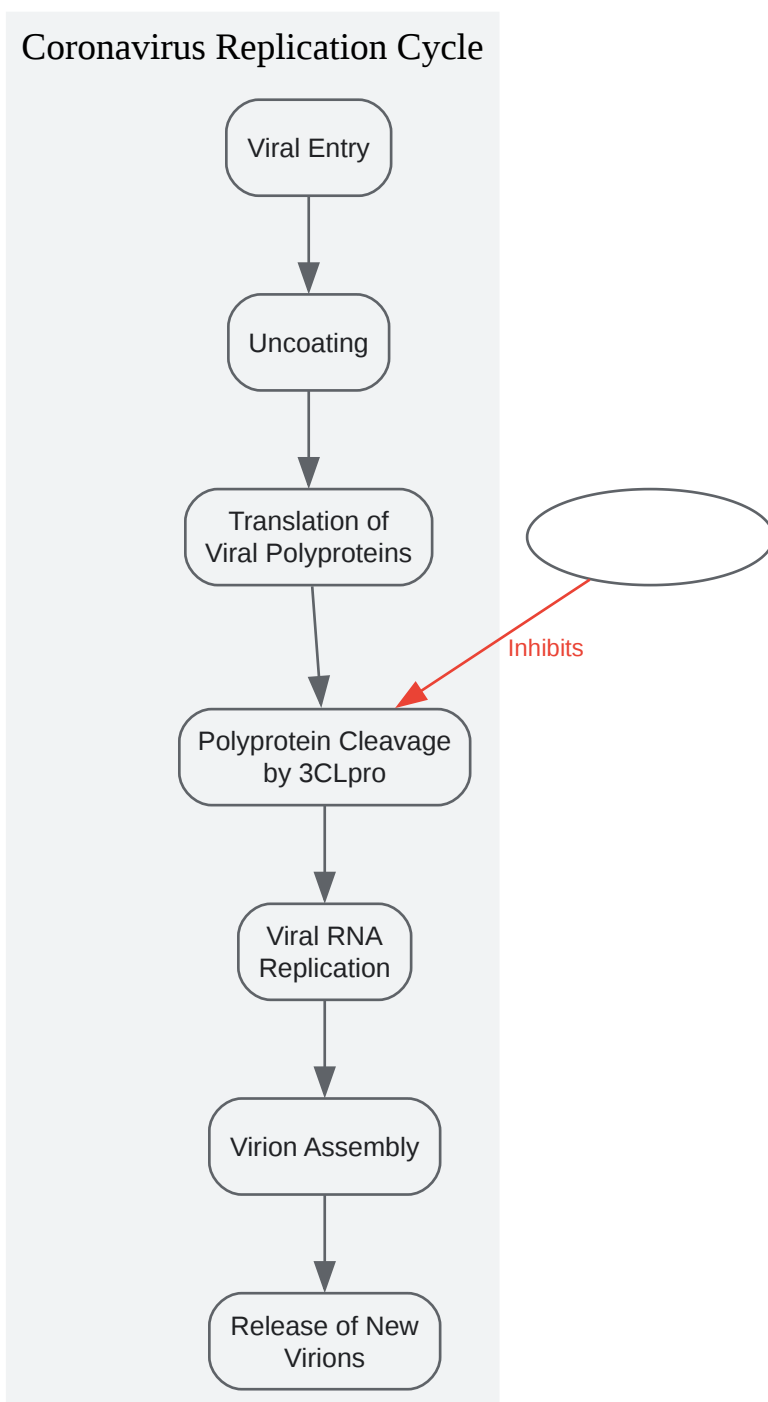 Coronavirus Replication Cycle
Viral Entry
Uncoating
Translation of
Viral Polyproteins
Inhibits
Polyprotein Cleavage
by 3CLpro
Viral RNA
Replication
Virion Assembly
Release of New
Virions